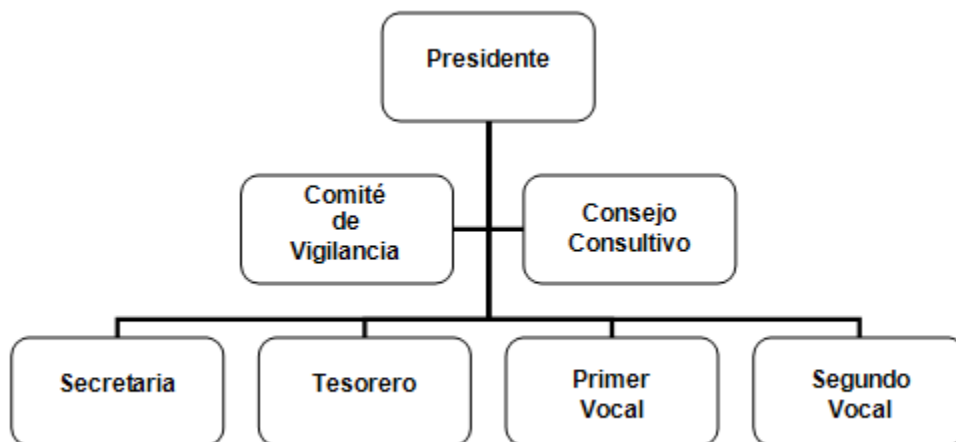 Presidente
Comité
de
Vigilancia
Consejo
Consultivo
Secretaria
Tesorero
Primer
Vocal
Segundo
Vocal